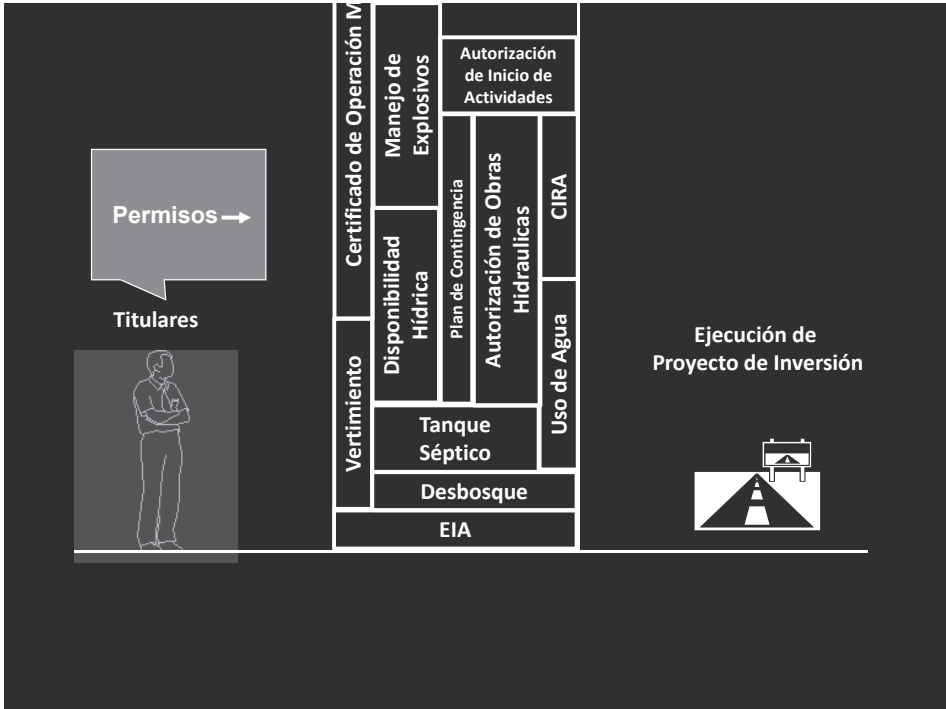 Permisos
Titulares
Certificado de Operación M
Manejo de
Explosivos
Autorización
de Inicio de
Actividades
Disponibilidad
Hídrica
Plan de Contingencia
Autorización de Obras
Hidraulicas
CIRA
Uso de Agua
Vertimiento
Tanque
Séptico
Desbosque
EIA
Ejecución de
Proyecto de Inversión